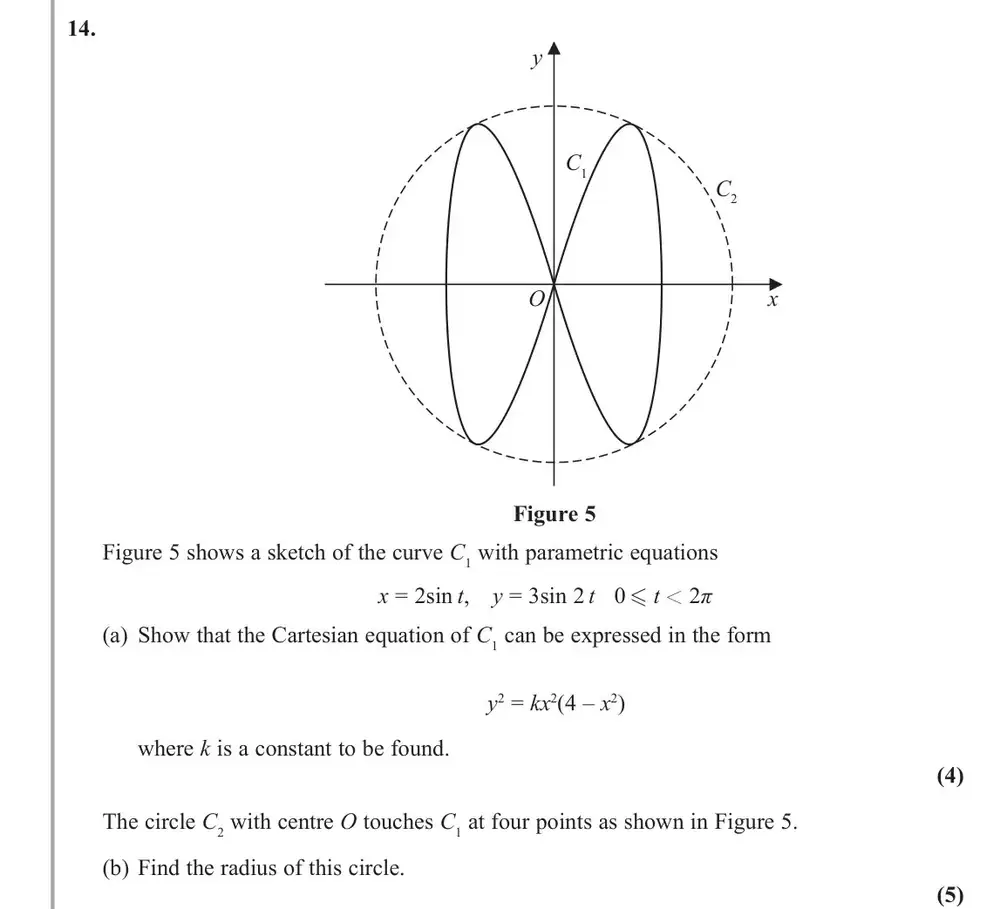 14.
y
C₁
C₂
O
x
Figure 5
Figure 5 shows a sketch of the curve C₁ with parametric equations
x = 2sin t, y = 3sin 2t 0 ⩽ t < 2π
(a) Show that the Cartesian equation of C₁ can be expressed in the form
y² = kx²(4 – x²)
where k is a constant to be found.
(4)
The circle C₂ with centre O touches C₁ at four points as shown in Figure 5.
(b) Find the radius of this circle.
(5)